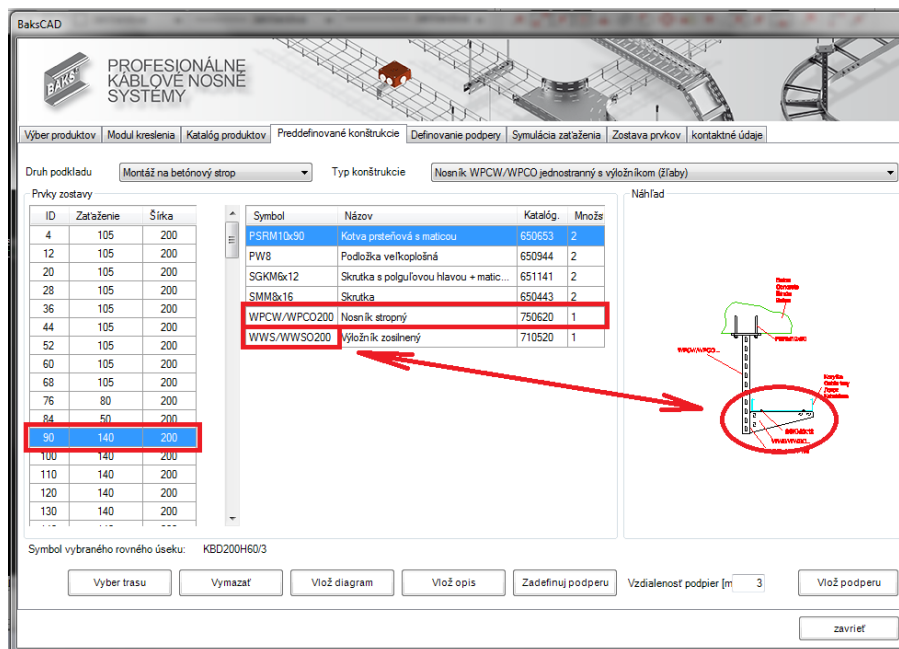 BaksCAD
BAKS
PROFESIONÁLNE
KÁBLOVÉ NOSNÉ
SYSTÉMY
Výber produktov Modul kreslenia Katalóg produktov Preddefinované konštrukcie Definovanie podpery Symulácia zaťaženia Zostava prvkov kontaktné údaje
Druh podkladu Montáž na betónový strop Typ konštrukcie Nosník WPCW/WPCO jednostranný s výložníkom (žľaby)
Prvky zostavy Náhľad
ID Zaťaženie Šírka
4 105 200
12 105 200
20 105 200
28 105 200
36 105 200
44 105 200
52 105 200
60 105 200
68 105 200
76 80 200
84 50 200
90 140 200
100 140 200
110 140 200
120 140 200
130 140 200
Symbol Názov Katalóg. Množs
PSRM10x90 Kotva prsteňová s maticou 650653 2
PW8 Podložka veľkoplošná 650944 2
SGKM6x12 Skrutka s polguľovou hlavou + matic... 651141 2
SMM8x16 Skrutka 650443 2
WPCW/WPCO200 Nosník stropný 750620 1
WWS/WWSO200 Výložník zosilnený 710520 1
Symbol vybraného rovného úseku: KBD200H60/3
Vyber trasu Vymazať Vlož diagram Vlož opis Zadefinuj podperu Vzdialenosť podpier [m 3 Vlož podperu
zavrieť